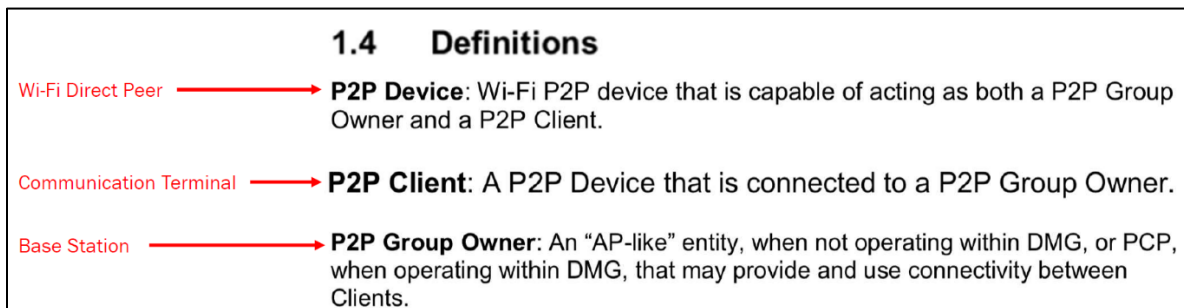 1.4 Definitions
Wi-Fi Direct Peer
P2P Device: Wi-Fi P2P device that is capable of acting as both a P2P Group
Owner and a P2P Client.
Communication Terminal
P2P Client: A P2P Device that is connected to a P2P Group Owner.
Base Station
P2P Group Owner: An “AP-like” entity, when not operating within DMG, or PCP,
when operating within DMG, that may provide and use connectivity between
Clients.